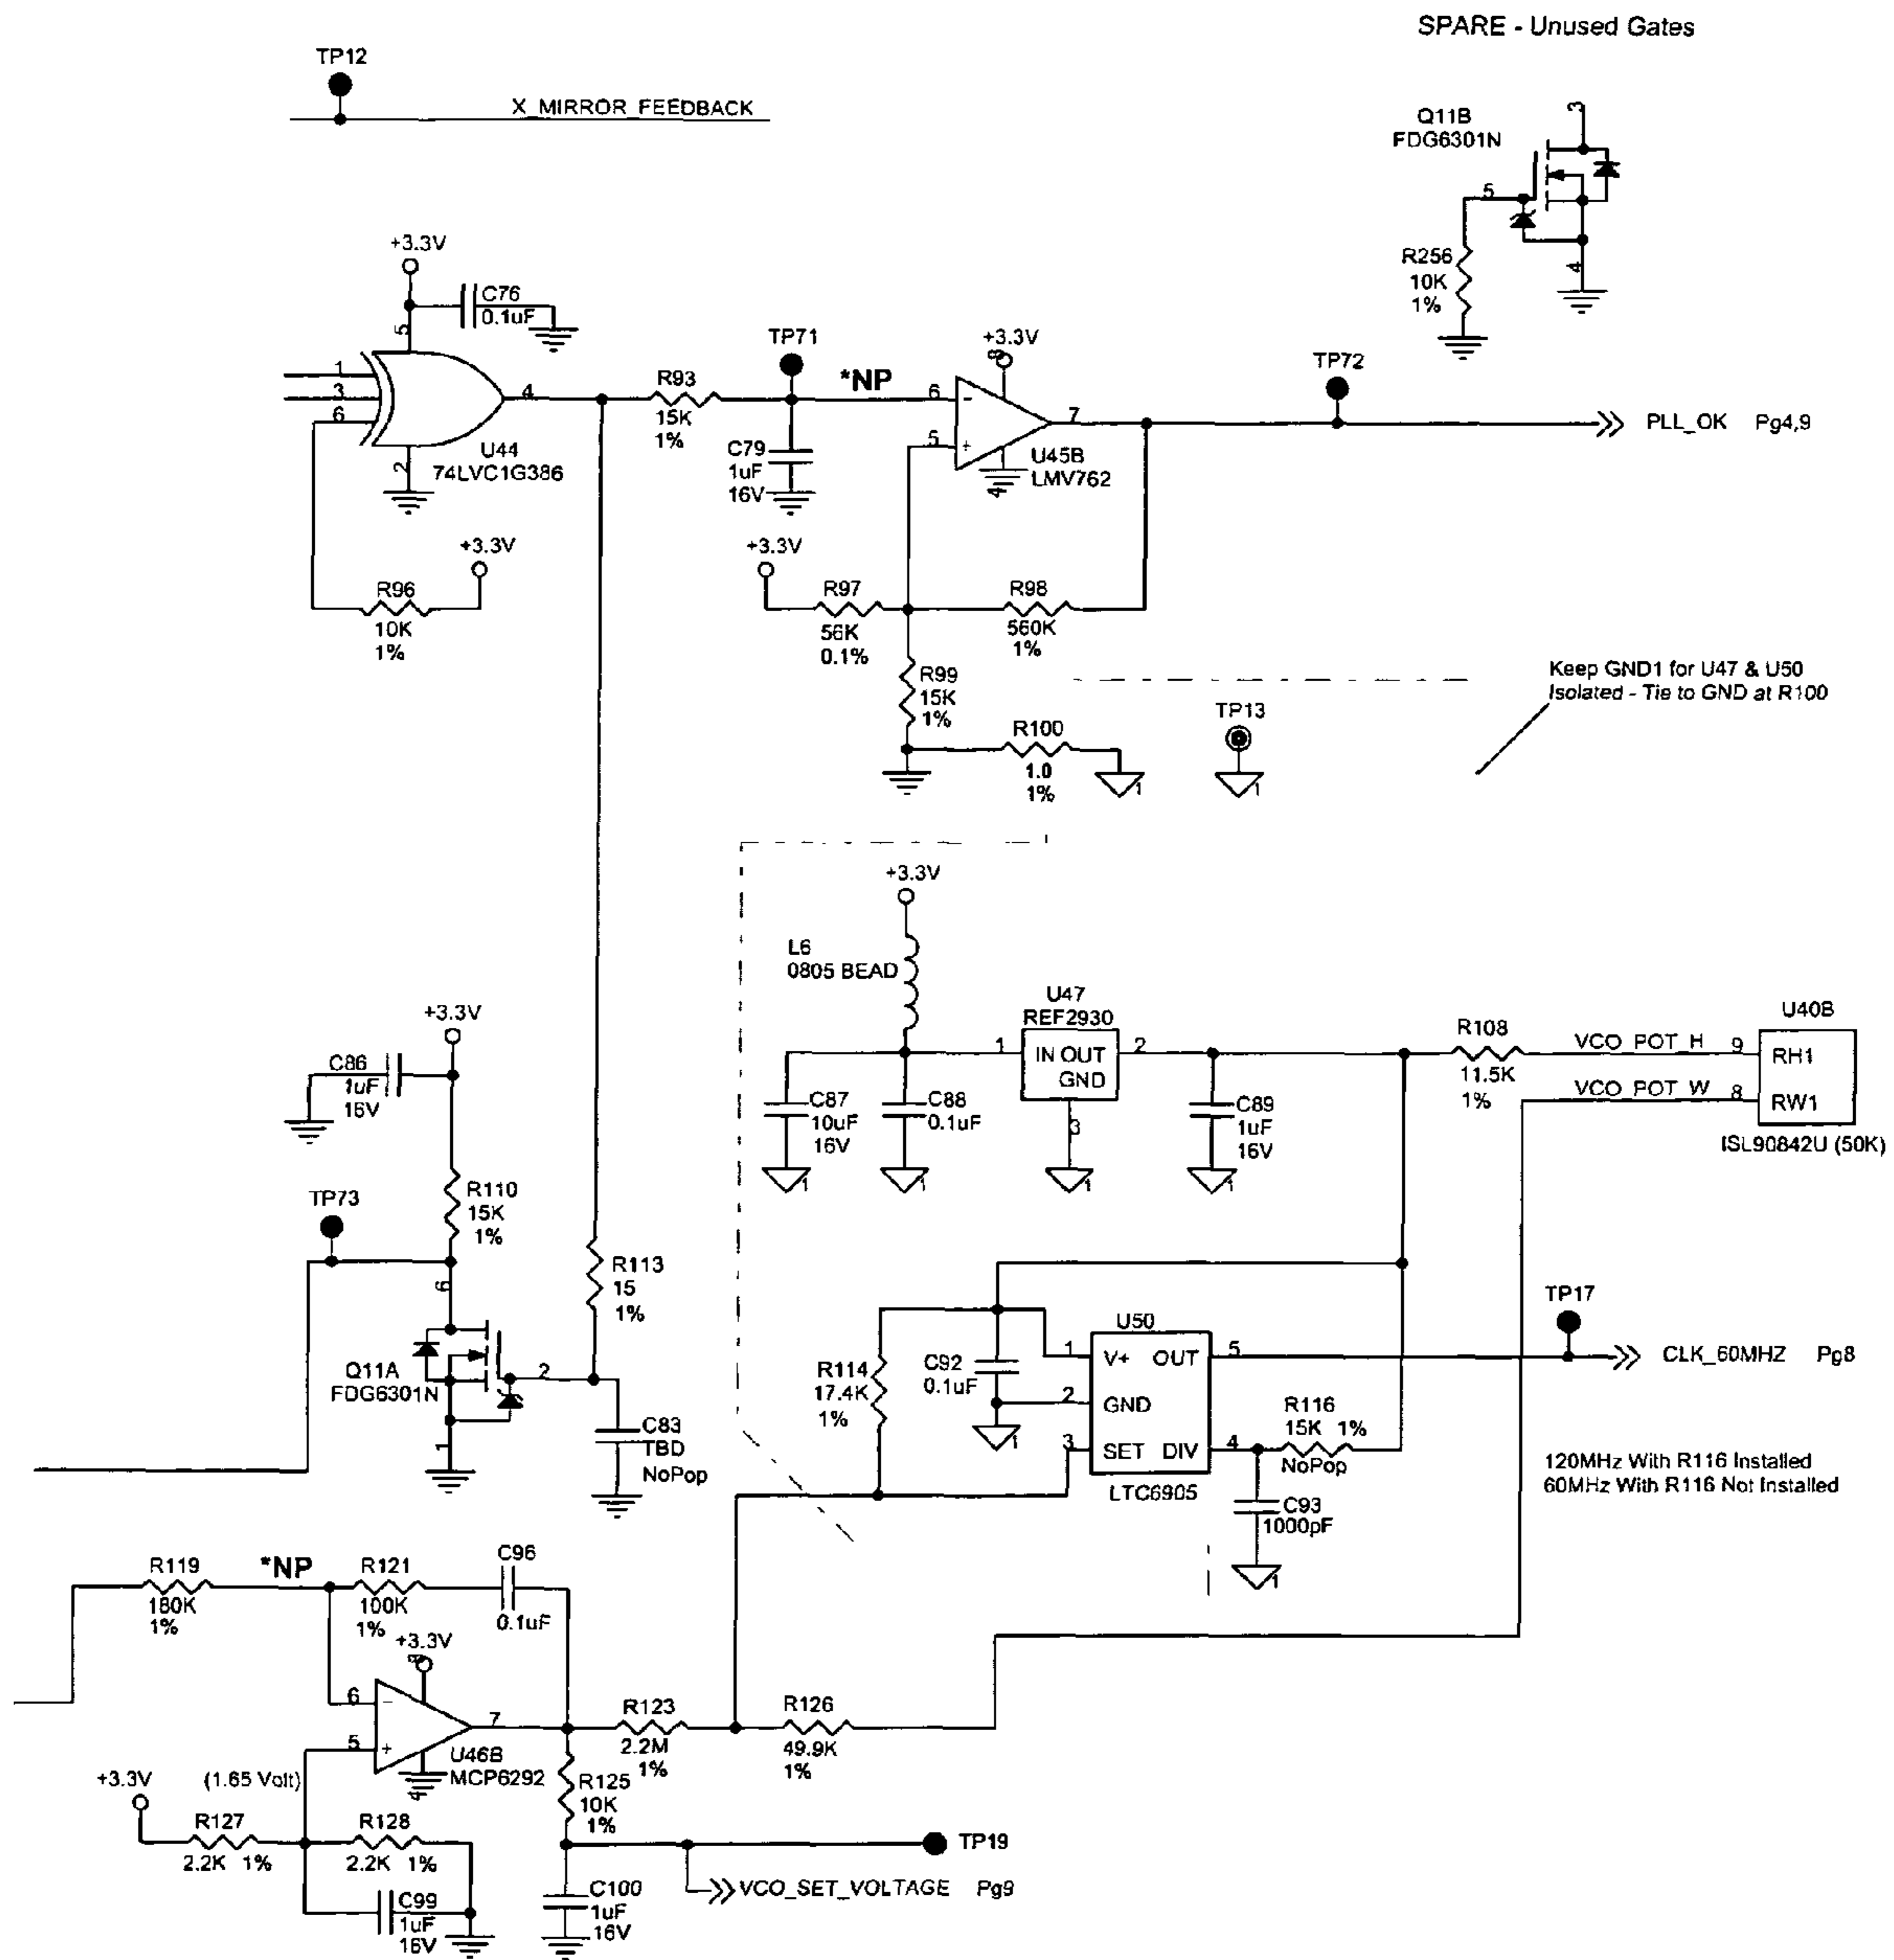 SPARE - Unused Gates
TP12
X_MIRROR_FEEDBACK
3
Q11B
FDG6301N
5
R256
10K
1%
4
+3.3V
C76
0.1uF
5
1
3
6
4
U44
74LVC1G386
2
R93
15K
1%
TP71
*NP
C79
1uF
16V
+3.3V
8
6
-
5
+
7
U45B
LMV762
4
TP72
PLL_OK Pg4,9
+3.3V
R96
10K
1%
+3.3V
R97
56K
0.1%
R98
560K
1%
R99
15K
1%
R100
1.0
1%
1
TP13
1
Keep GND1 for U47 & U50
Isolated - Tie to GND at R100
+3.3V
L6
0805 BEAD
U47
REF2930
1
IN OUT
GND
2
3
C87
10uF
16V
1
C88
0.1uF
1
1
C89
1uF
16V
1
R108
11.5K
1%
VCO_POT_H
VCO_POT_W
U40B
9
RH1
8
RW1
ISL90842U (50K)
+3.3V
C86
1uF
16V
TP73
R110
15K
1%
6
Q11A
FDG6301N
2
1
R113
15
1%
C83
TBD
NoPop
R114
17.4K
1%
C92
0.1uF
1
U50
1
V+ OUT
5
2
GND
3
SET DIV
4
LTC6905
R116
15K 1%
NoPop
C93
1000pF
1
TP17
CLK_60MHZ Pg8
120MHz With R116 Installed
60MHz With R116 Not Installed
R119
180K
1%
*NP
R121
100K
1%
C96
0.1uF
+3.3V
8
6
-
5
+
7
U46B
MCP6292
4
R123
2.2M
1%
R126
49.9K
1%
R125
10K
1%
+3.3V
(1.65 Volt)
R127
2.2K 1%
R128
2.2K 1%
C99
1uF
16V
TP19
C100
1uF
16V
VCO_SET_VOLTAGE Pg9